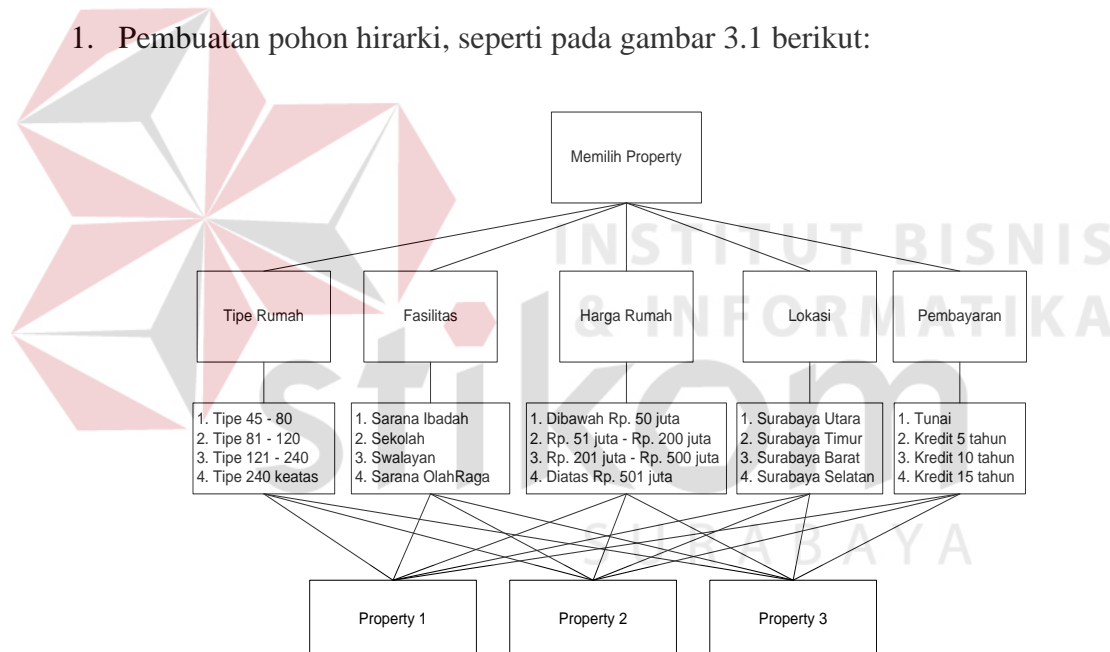 1. Pembuatan pohon hirarki, seperti pada gambar 3.1 berikut:
Memilih Property
INSTITUT BISNIS
& INFORMATIKA
stikom
SURABAYA
Tipe Rumah
Fasilitas
Harga Rumah
Lokasi
Pembayaran
1. Tipe 45 - 80
2. Tipe 81 - 120
3. Tipe 121 - 240
4. Tipe 240 keatas
1. Sarana Ibadah
2. Sekolah
3. Swalayan
4. Sarana OlahRaga
1. Dibawah Rp. 50 juta
2. Rp. 51 juta - Rp. 200 juta
3. Rp. 201 juta - Rp. 500 juta
4. Diatas Rp. 501 juta
1. Surabaya Utara
2. Surabaya Timur
3. Surabaya Barat
4. Surabaya Selatan
1. Tunai
2. Kredit 5 tahun
3. Kredit 10 tahun
4. Kredit 15 tahun
Property 1
Property 2
Property 3